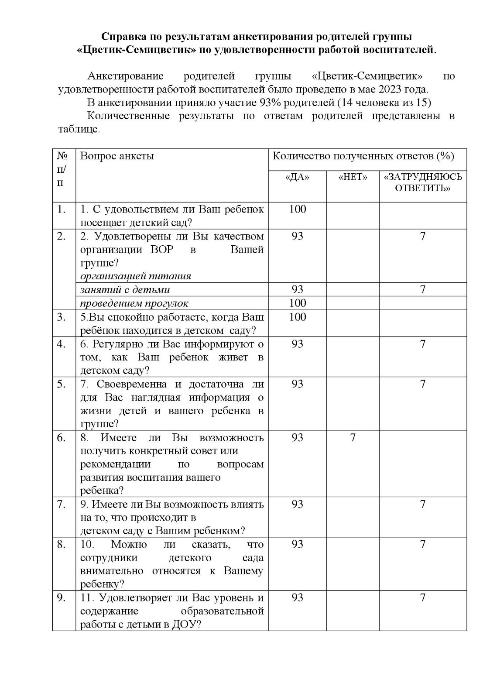 Справка по результатам анкетирования родителей группы
«Цветик-Семицветик» по удовлетворенности работой воспитателей.
Анкетирование родителей группы «Цветик-Семицветик» по
удовлетворенности работой воспитателей было проведено в мае 2023 года.
В анкетировании приняло участие 93% родителей (14 человека из 15)
Количественные результаты по ответам родителей представлены в
таблице.
№ п/п Вопрос анкеты Количество полученных ответов (%)
«ДА» «НЕТ» «ЗАТРУДНЯЮСЬ
ОТВЕТИТЬ»
1. 1. С удовольствием ли Ваш ребенок 100
посещает детский сад?
2. 2. Удовлетворены ли Вы качеством 93 7
организации ВОР в Вашей
группе?
организацией питания
занятий с детьми 93 7
проведением прогулок 100
3. 5.Вы спокойно работаете, когда Ваш 100
ребёнок находится в детском саду?
4. 6. Регулярно ли Вас информируют о 93 7
том, как Ваш ребенок живет в
детском саду?
5. 7. Своевременна и достаточна ли 93 7
для Вас наглядная информация о
жизни детей и вашего ребенка в
группе?
6. 8. Имеете ли Вы возможность 93 7
получить конкретный совет или
рекомендации по вопросам
развития воспитания вашего
ребенка?
7. 9. Имеете ли Вы возможность влиять 93 7
на то, что происходит в
детском саду с Вашим ребенком?
8. 10. Можно ли сказать, что 93 7
сотрудники детского сада
внимательно относятся к Вашему
ребенку?
9. 11. Удовлетворяет ли Вас уровень и 93 7
содержание образовательной
работы с детьми в ДОУ?